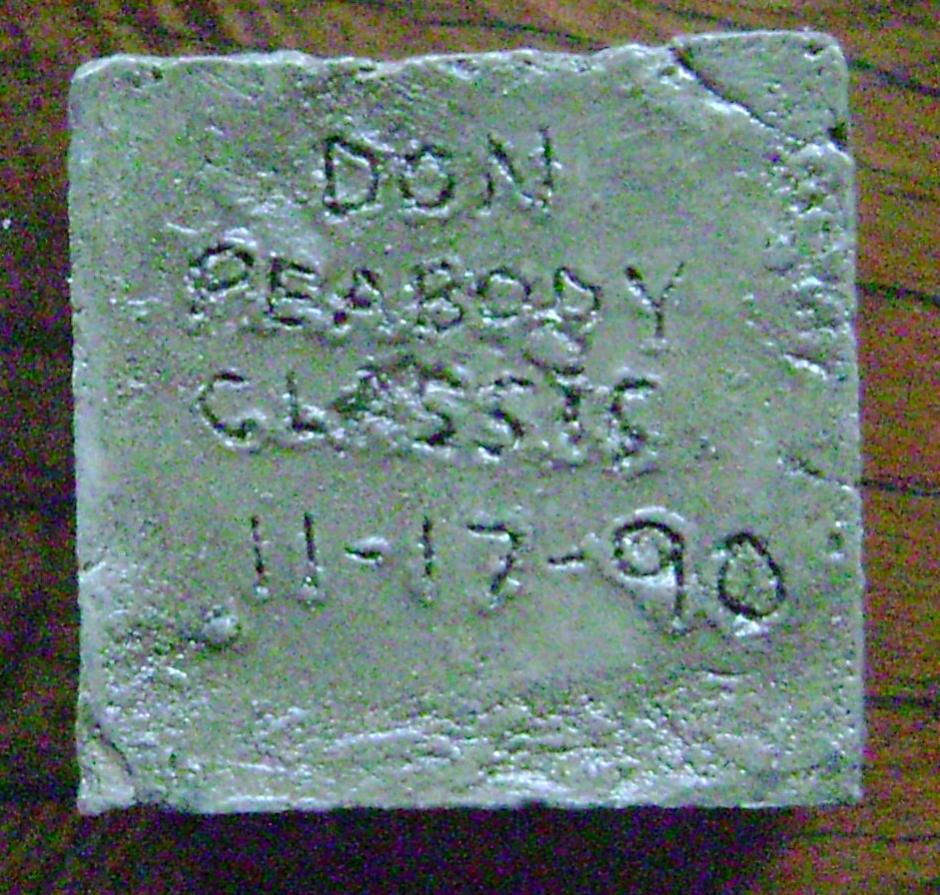 DON
PEABODY
CLASSIC
11-17-90